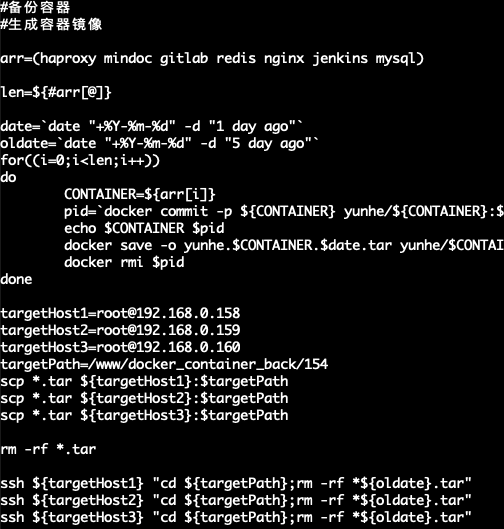 #备份容器
#生成容器镜像
arr=(haproxy mindoc gitlab redis nginx jenkins mysql)
len=${#arr[@]}
date=`date "+%Y-%m-%d" -d "1 day ago"`
oldate=`date "+%Y-%m-%d" -d "5 day ago"`
for((i=0;i<len;i++))
do
        CONTAINER=${arr[i]}
        pid=`docker commit -p ${CONTAINER} yunhe/${CONTAINER}:$
        echo $CONTAINER $pid
        docker save -o yunhe.$CONTAINER.$date.tar yunhe/$CONTAI
        docker rmi $pid
done
targetHost1=root@192.168.0.158
targetHost2=root@192.168.0.159
targetHost3=root@192.168.0.160
targetPath=/www/docker_container_back/154
scp *.tar ${targetHost1}:$targetPath
scp *.tar ${targetHost2}:$targetPath
scp *.tar ${targetHost3}:$targetPath
rm -rf *.tar
ssh ${targetHost1} "cd ${targetPath};rm -rf *${oldate}.tar"
ssh ${targetHost2} "cd ${targetPath};rm -rf *${oldate}.tar"
ssh ${targetHost3} "cd ${targetPath};rm -rf *${oldate}.tar"